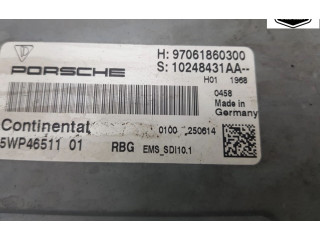 PORSCHE
H: 97061860300
S: 10248431AA--
H01 1968
0458
Made in
Germany
Continental
0100 250614
5WP46511 01 RBG EMS_SDI10.1